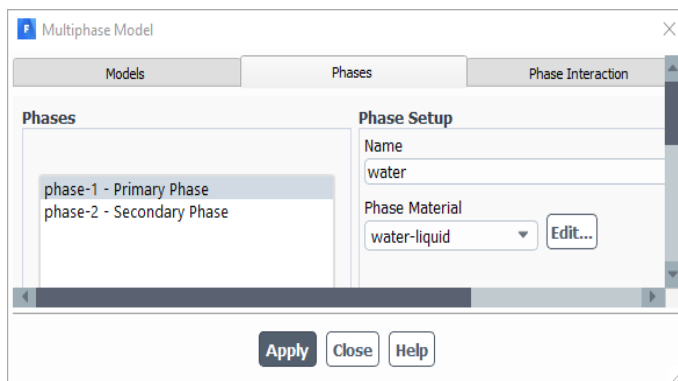 Multiphase Model
Models
Phases
Phase Interaction
Phases
phase-1 - Primary Phase
phase-2 - Secondary Phase
Phase Setup
Name
water
Phase Material
water-liquid
Edit...
Apply
Close
Help